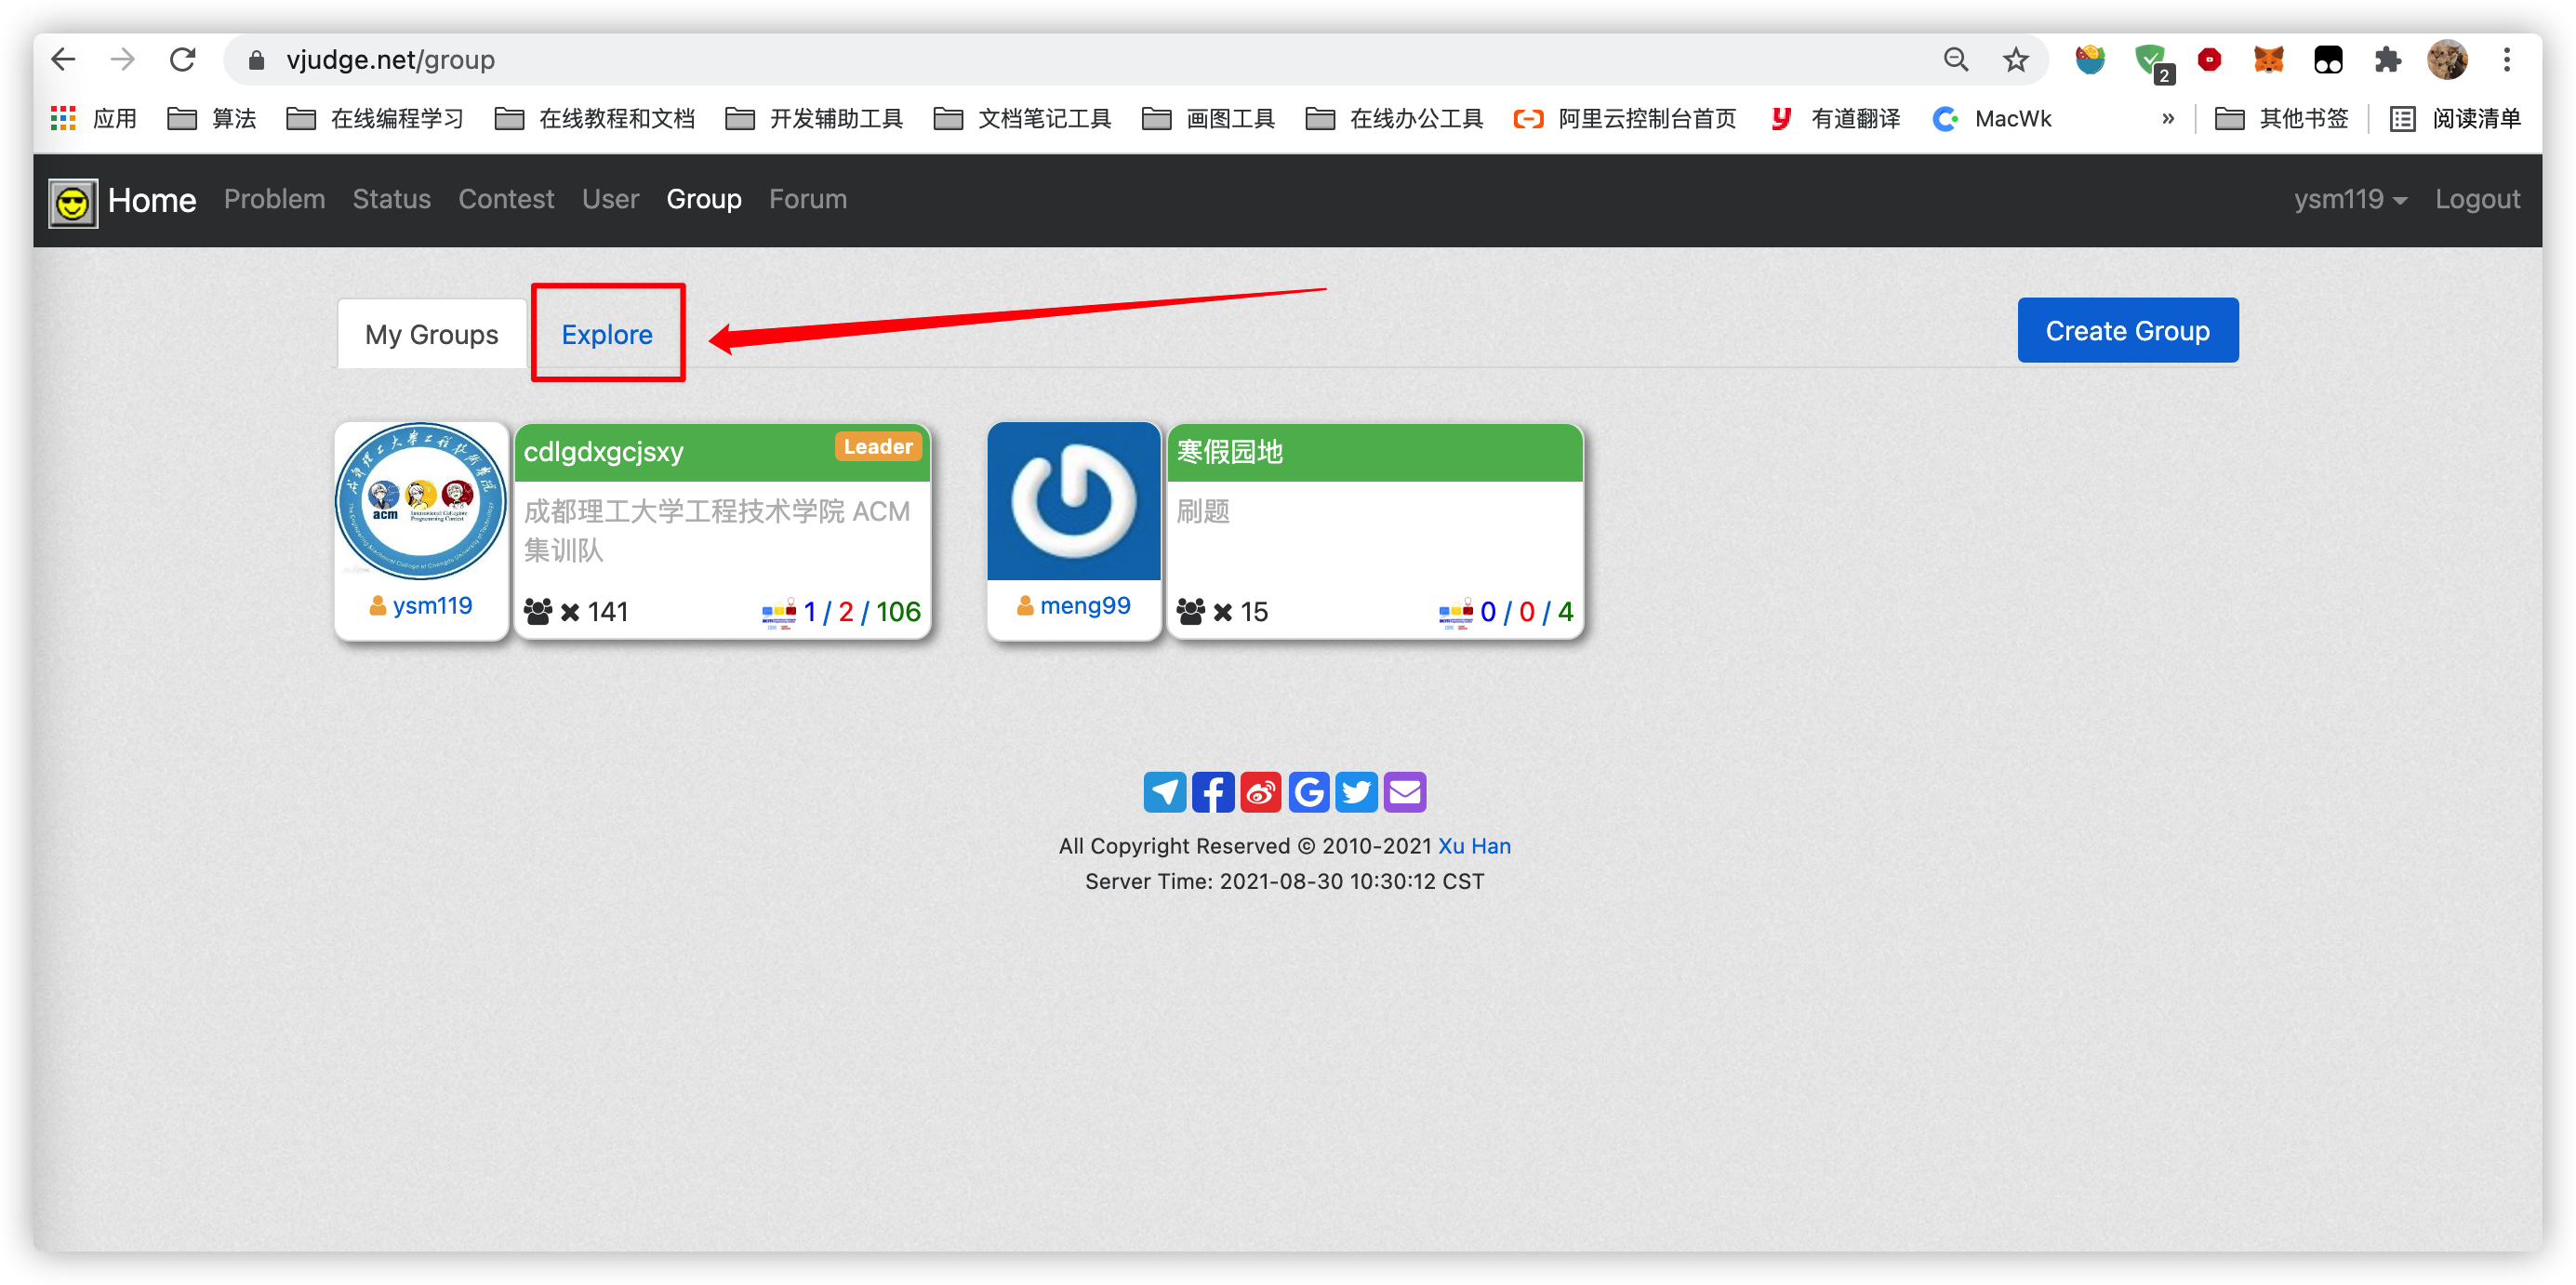 vjudge.net/group
2
应用 算法 在线编程学习 在线教程和文档 开发辅助工具 文档笔记工具 画图工具 在线办公工具 阿里云控制台首页 有道翻译 MacWk » 其他书签 阅读清单
Home Problem Status Contest User Group Forum ysm119 Logout
My Groups Explore Create Group
cdlgdxgcjsxy Leader
成都理工大学工程技术学院 ACM
集训队
acm
ysm119
141 1 / 2 / 106
寒假园地
刷题
meng99
15 0 / 0 / 4
All Copyright Reserved © 2010-2021 Xu Han
Server Time: 2021-08-30 10:30:12 CST